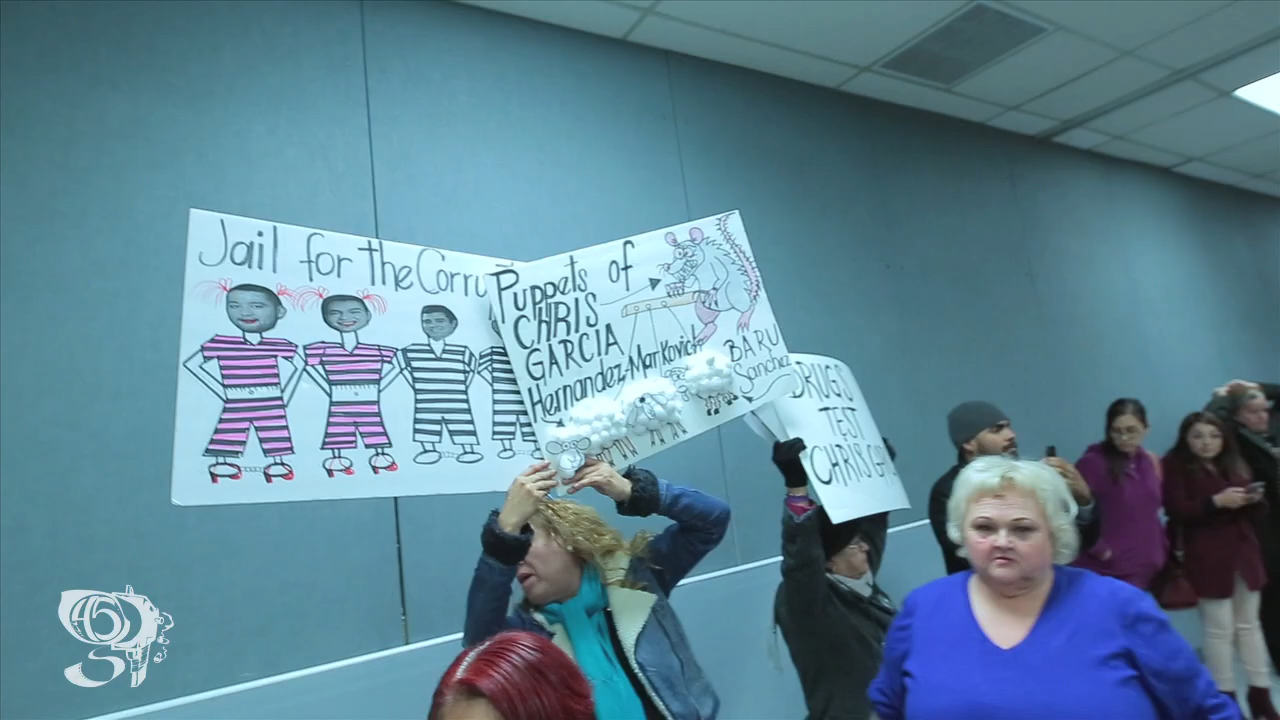 Jail for the Corru
PUPPets of
CHRIS
GARCIA
Hernandez-Markovich
BARU
Sanchez
DRUGS
TEST
CHRIS G